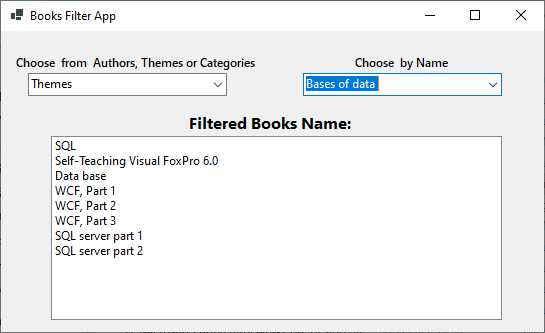 Books Filter App
Choose from Authors, Themes or Categories
Choose by Name
Themes
Bases of data
Filtered Books Name:
SQL
Self-Teaching Visual FoxPro 6.0
Data base
WCF, Part 1
WCF, Part 2
WCF, Part 3
SQL server part 1
SQL server part 2